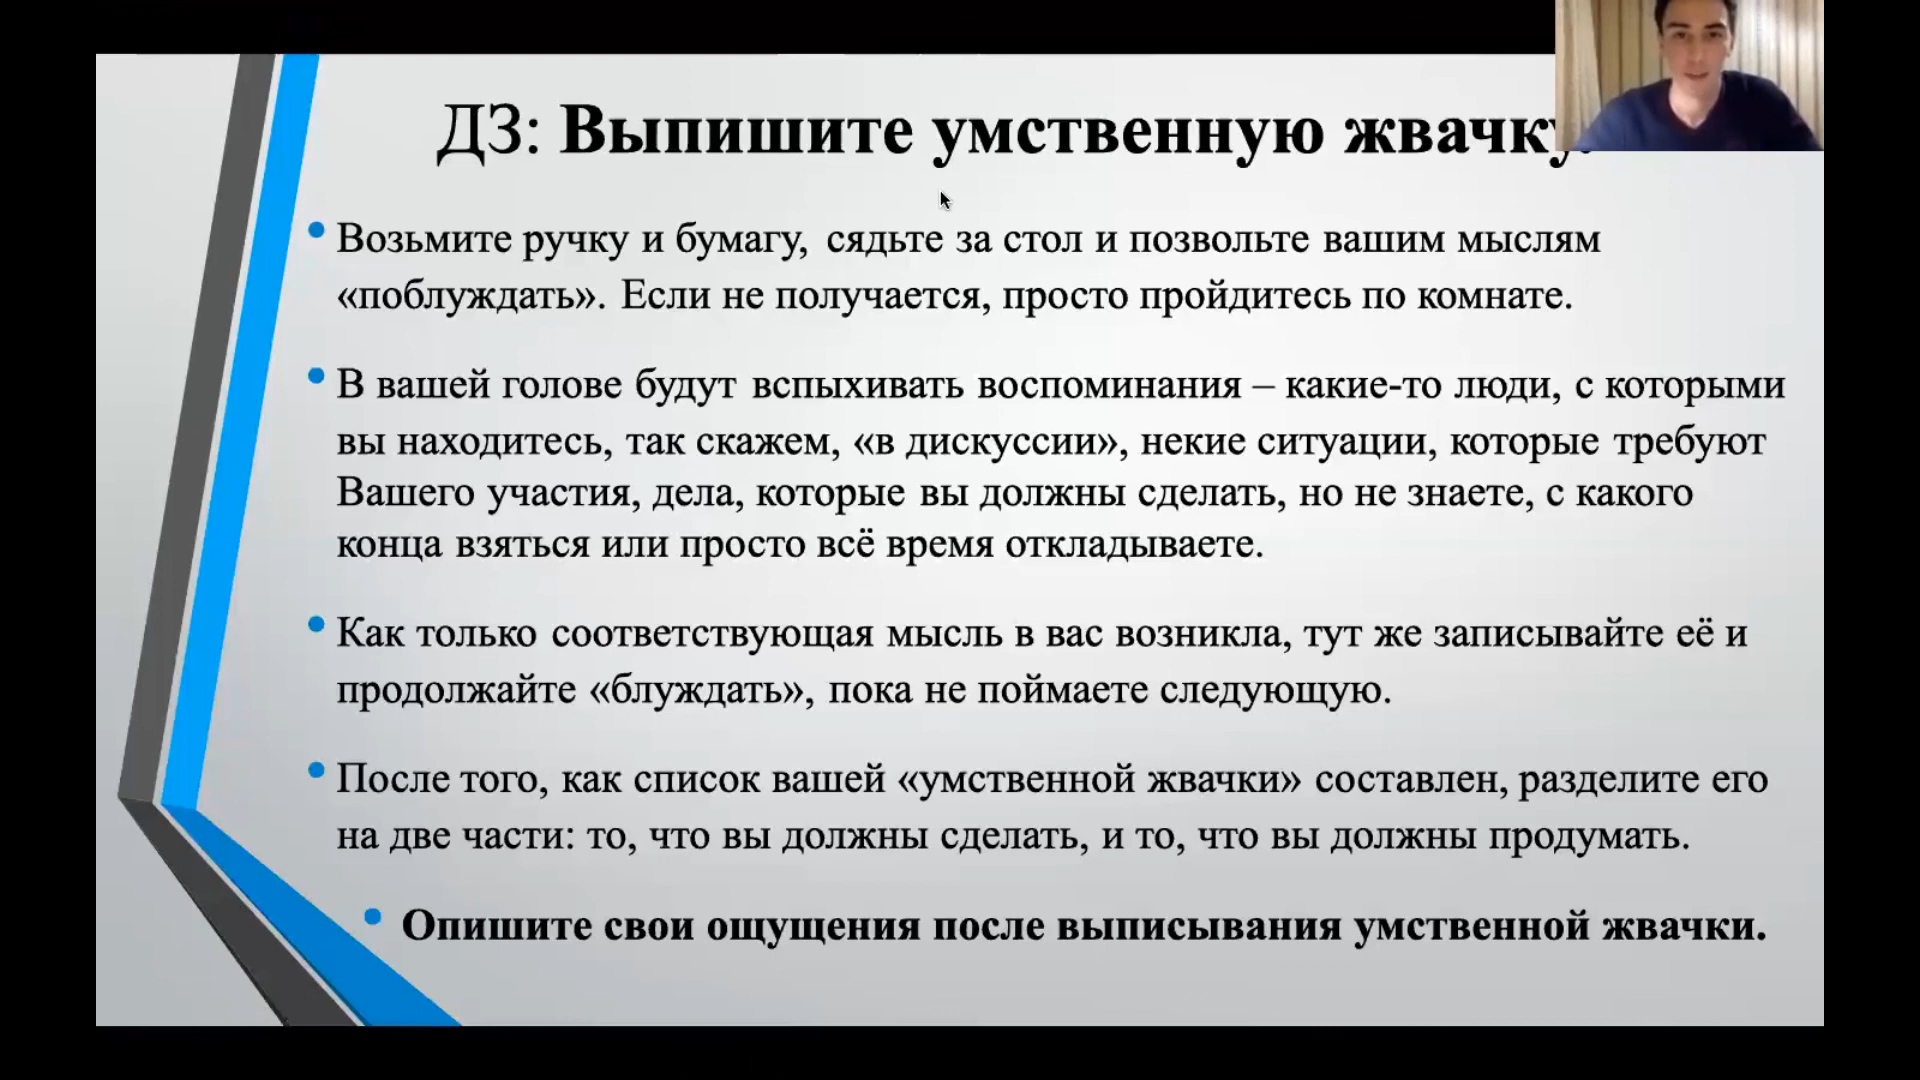 ДЗ: Выпишите умственную жвачку.
Возьмите ручку и бумагу, сядьте за стол и позвольте вашим мыслям
«поблуждать». Если не получается, просто пройдитесь по комнате.
В вашей голове будут вспыхивать воспоминания – какие-то люди, с которыми
вы находитесь, так скажем, «в дискуссии», некие ситуации, которые требуют
Вашего участия, дела, которые вы должны сделать, но не знаете, с какого
конца взяться или просто всё время откладываете.
Как только соответствующая мысль в вас возникла, тут же записывайте её и
продолжайте «блуждать», пока не поймаете следующую.
После того, как список вашей «умственной жвачки» составлен, разделите его
на две части: то, что вы должны сделать, и то, что вы должны продумать.
Опишите свои ощущения после выписывания умственной жвачки.